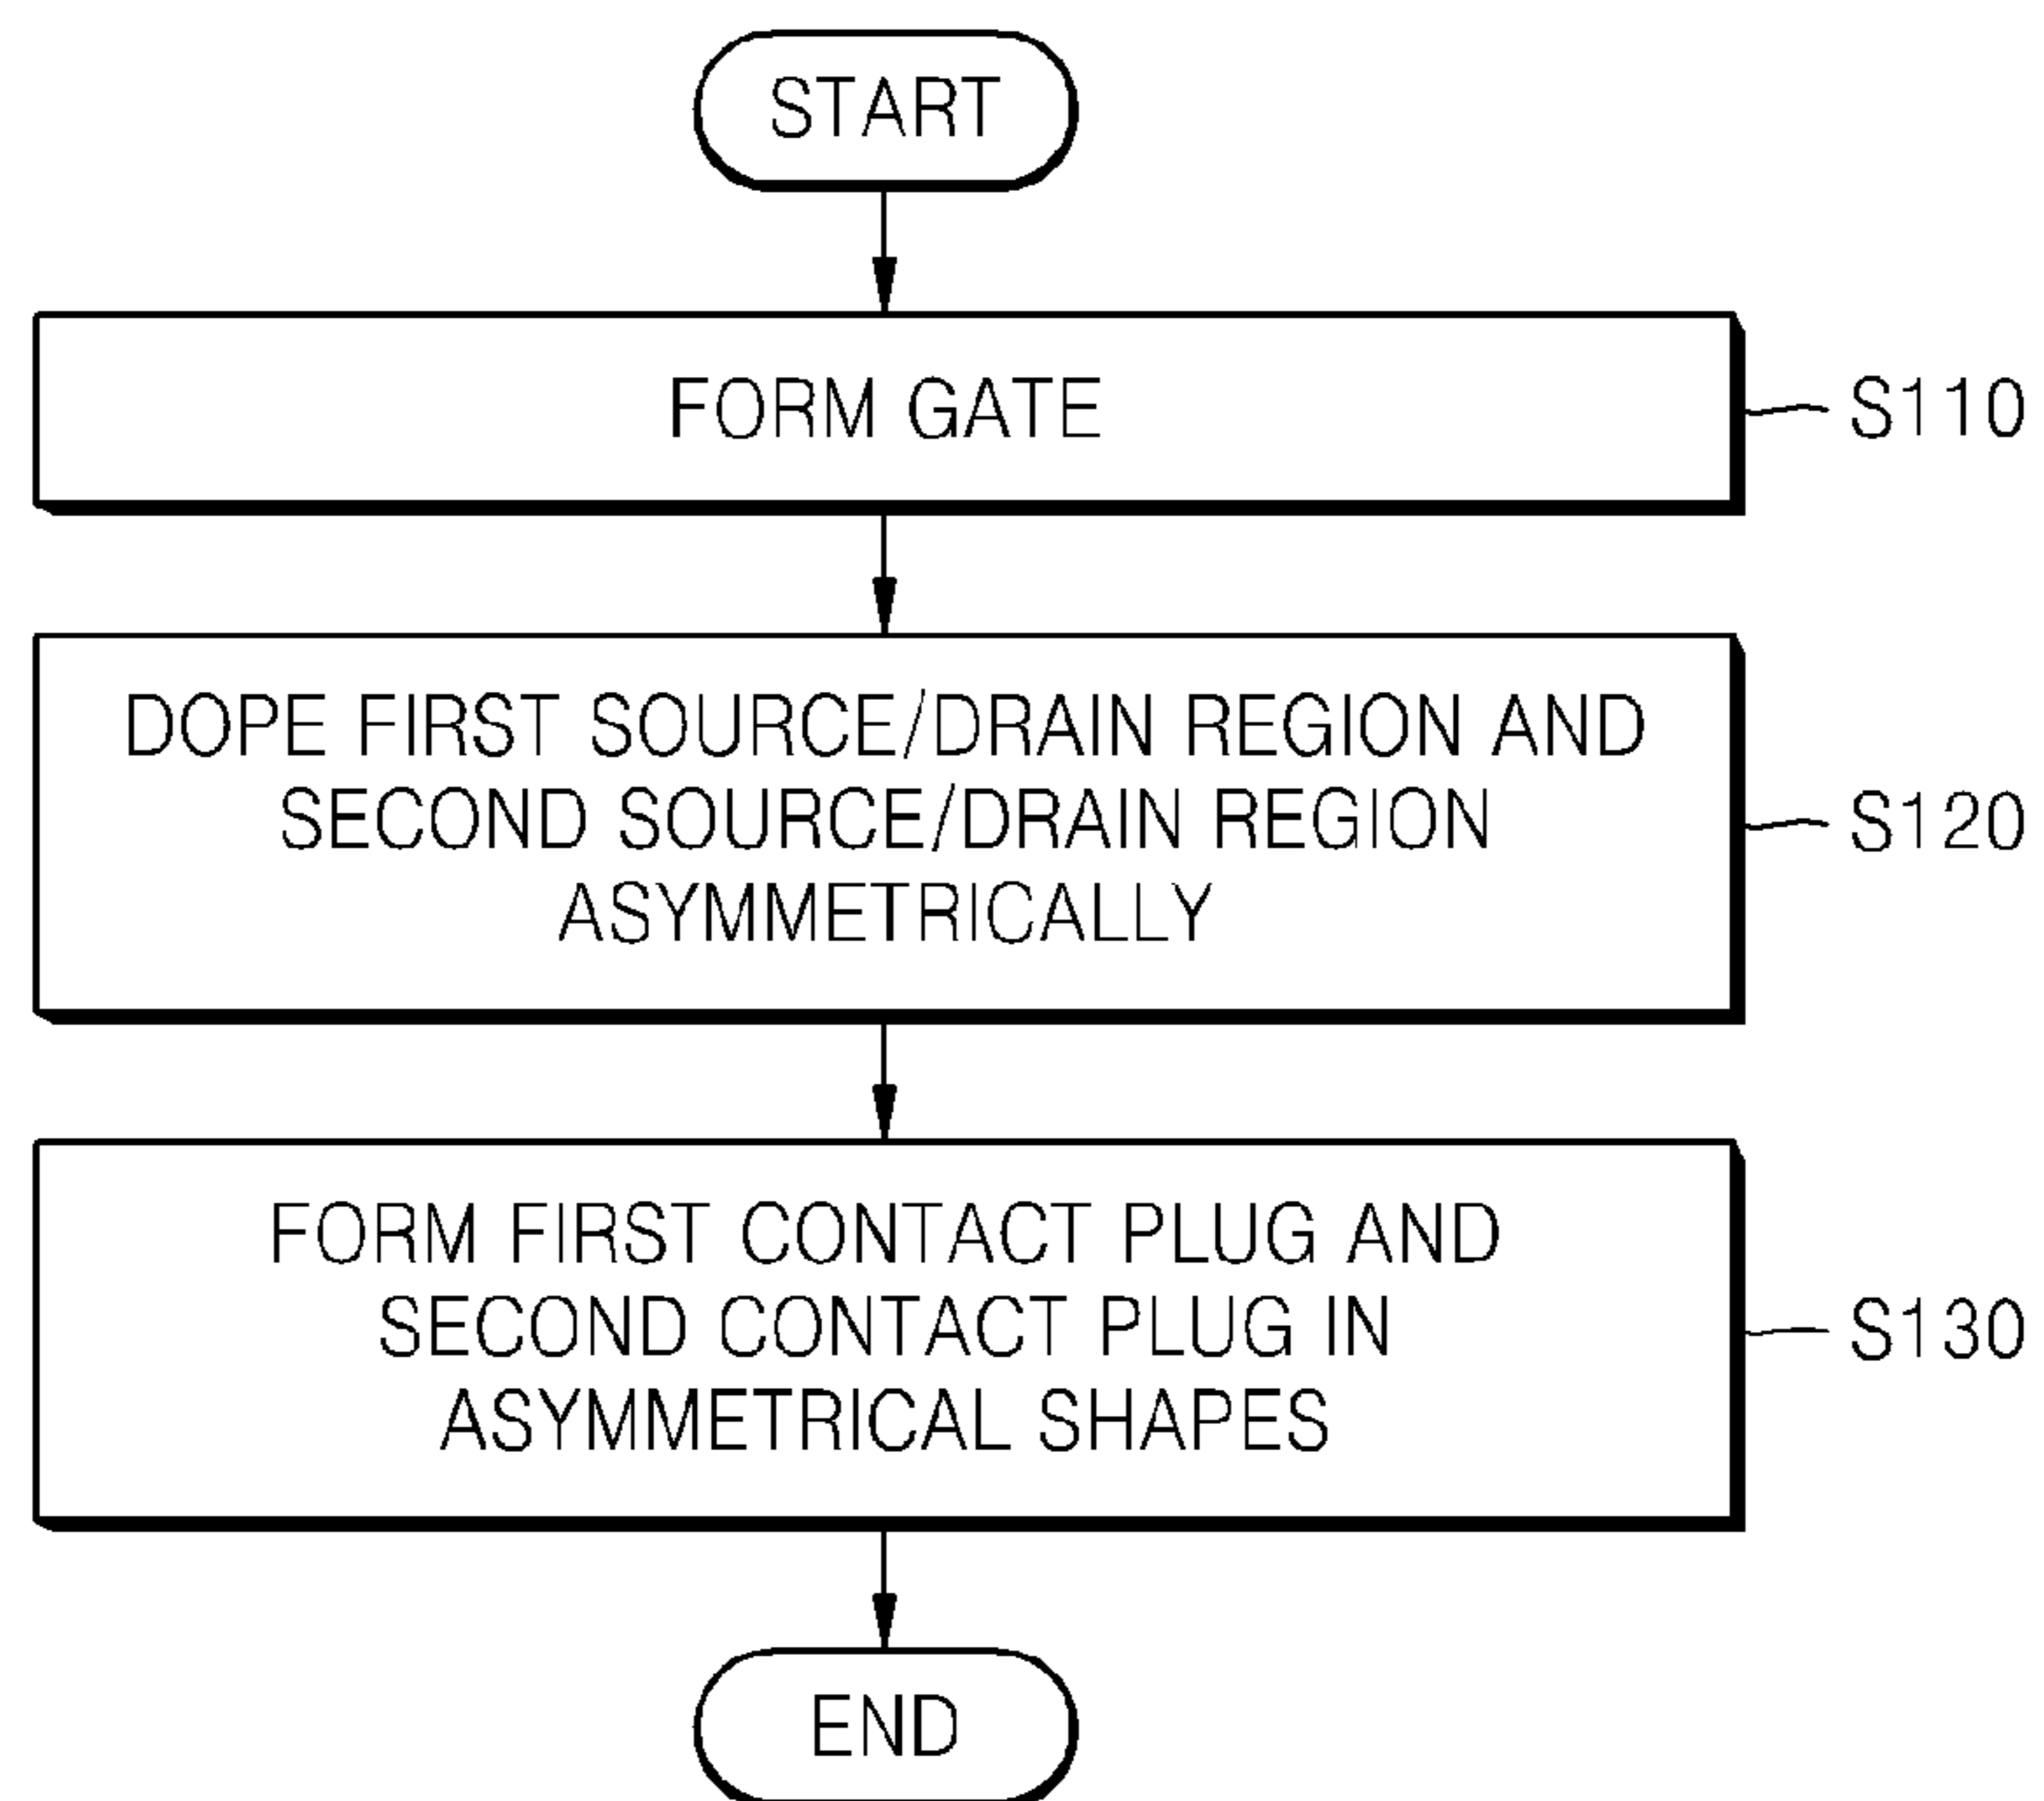 START
FORM GATE
S110
DOPE FIRST SOURCE/DRAIN REGION AND
SECOND SOURCE/DRAIN REGION
ASYMMETRICALLY
S120
FORM FIRST CONTACT PLUG AND
SECOND CONTACT PLUG IN
ASYMMETRICAL SHAPES
S130
END